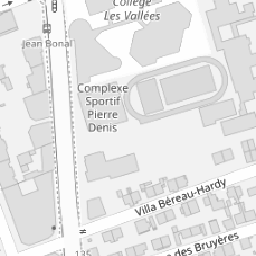 Collège
Les Vallées
Jean Bonal
Complexe
Sportif
Pierre
Denis
Villa Béreau-Hardy
135
des Bruyères